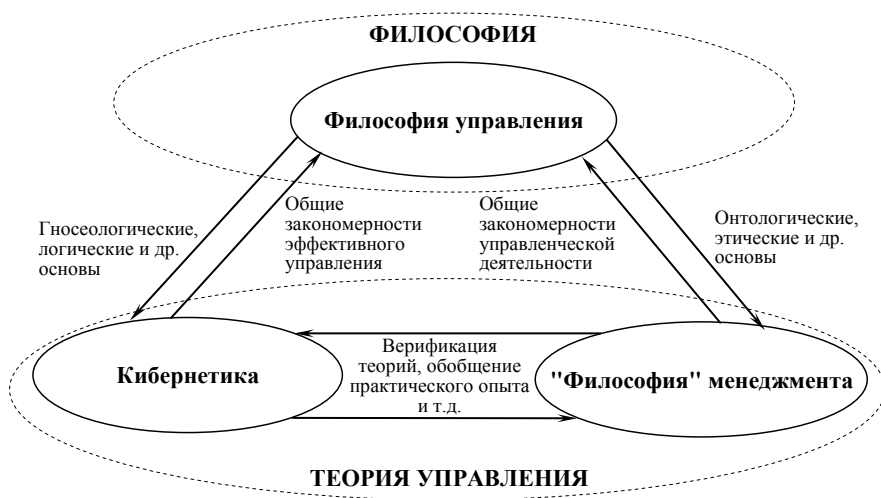 ФИЛОСОФИЯ
Философия управления
Гносеологические,
логические и др.
основы
Общие
закономерности
эффективного
управления
Общие
закономерности
управленческой
деятельности
Онтологические,
этические и др.
основы
Кибернетика
Верификация
теорий, обобщение
практического опыта
и т.д.
"Философия" менеджмента
ТЕОРИЯ УПРАВЛЕНИЯ